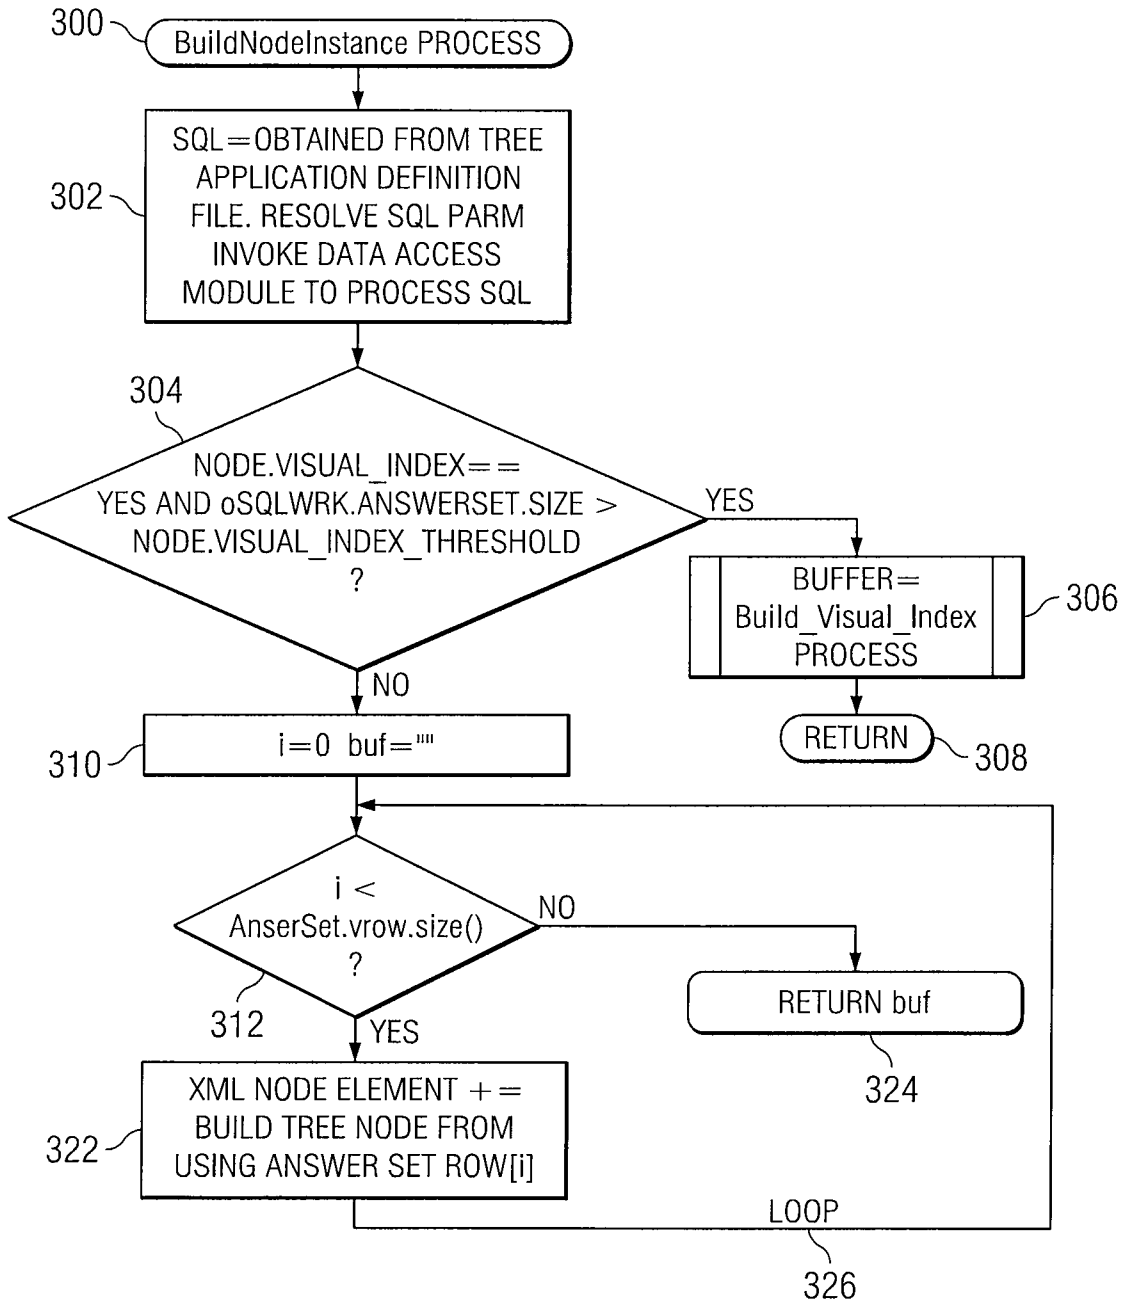 300
BuildNodeInstance PROCESS
302
SQL=OBTAINED FROM TREE
APPLICATION DEFINITION
FILE. RESOLVE SQL PARM
INVOKE DATA ACCESS
MODULE TO PROCESS SQL
304
NODE.VISUAL_INDEX==
YES AND oSQLWRK.ANSWERSET.SIZE >
NODE.VISUAL_INDEX_THRESHOLD
?
YES
BUFFER=
Build_Visual_Index
PROCESS
306
RETURN
308
NO
310
i=0 buf=""
i <
AnserSet.vrow.size()
?
312
NO
RETURN buf
324
YES
322
XML NODE ELEMENT +=
BUILD TREE NODE FROM
USING ANSWER SET ROW[i]
LOOP
326